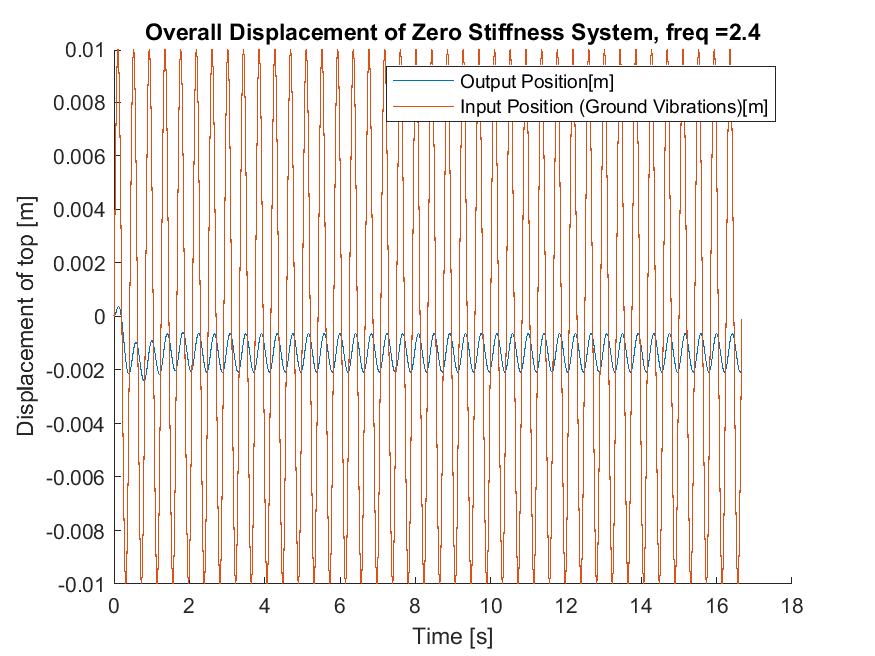 Overall Displacement of Zero Stiffness System, freq =2.4
0.01
0.008
0.006
0.004
0.002
0
-0.002
-0.004
-0.006
-0.008
-0.01
Displacement of top [m]
Output Position[m]
Input Position (Ground Vibrations)[m]
0 2 4 6 8 10 12 14 16 18
Time [s]